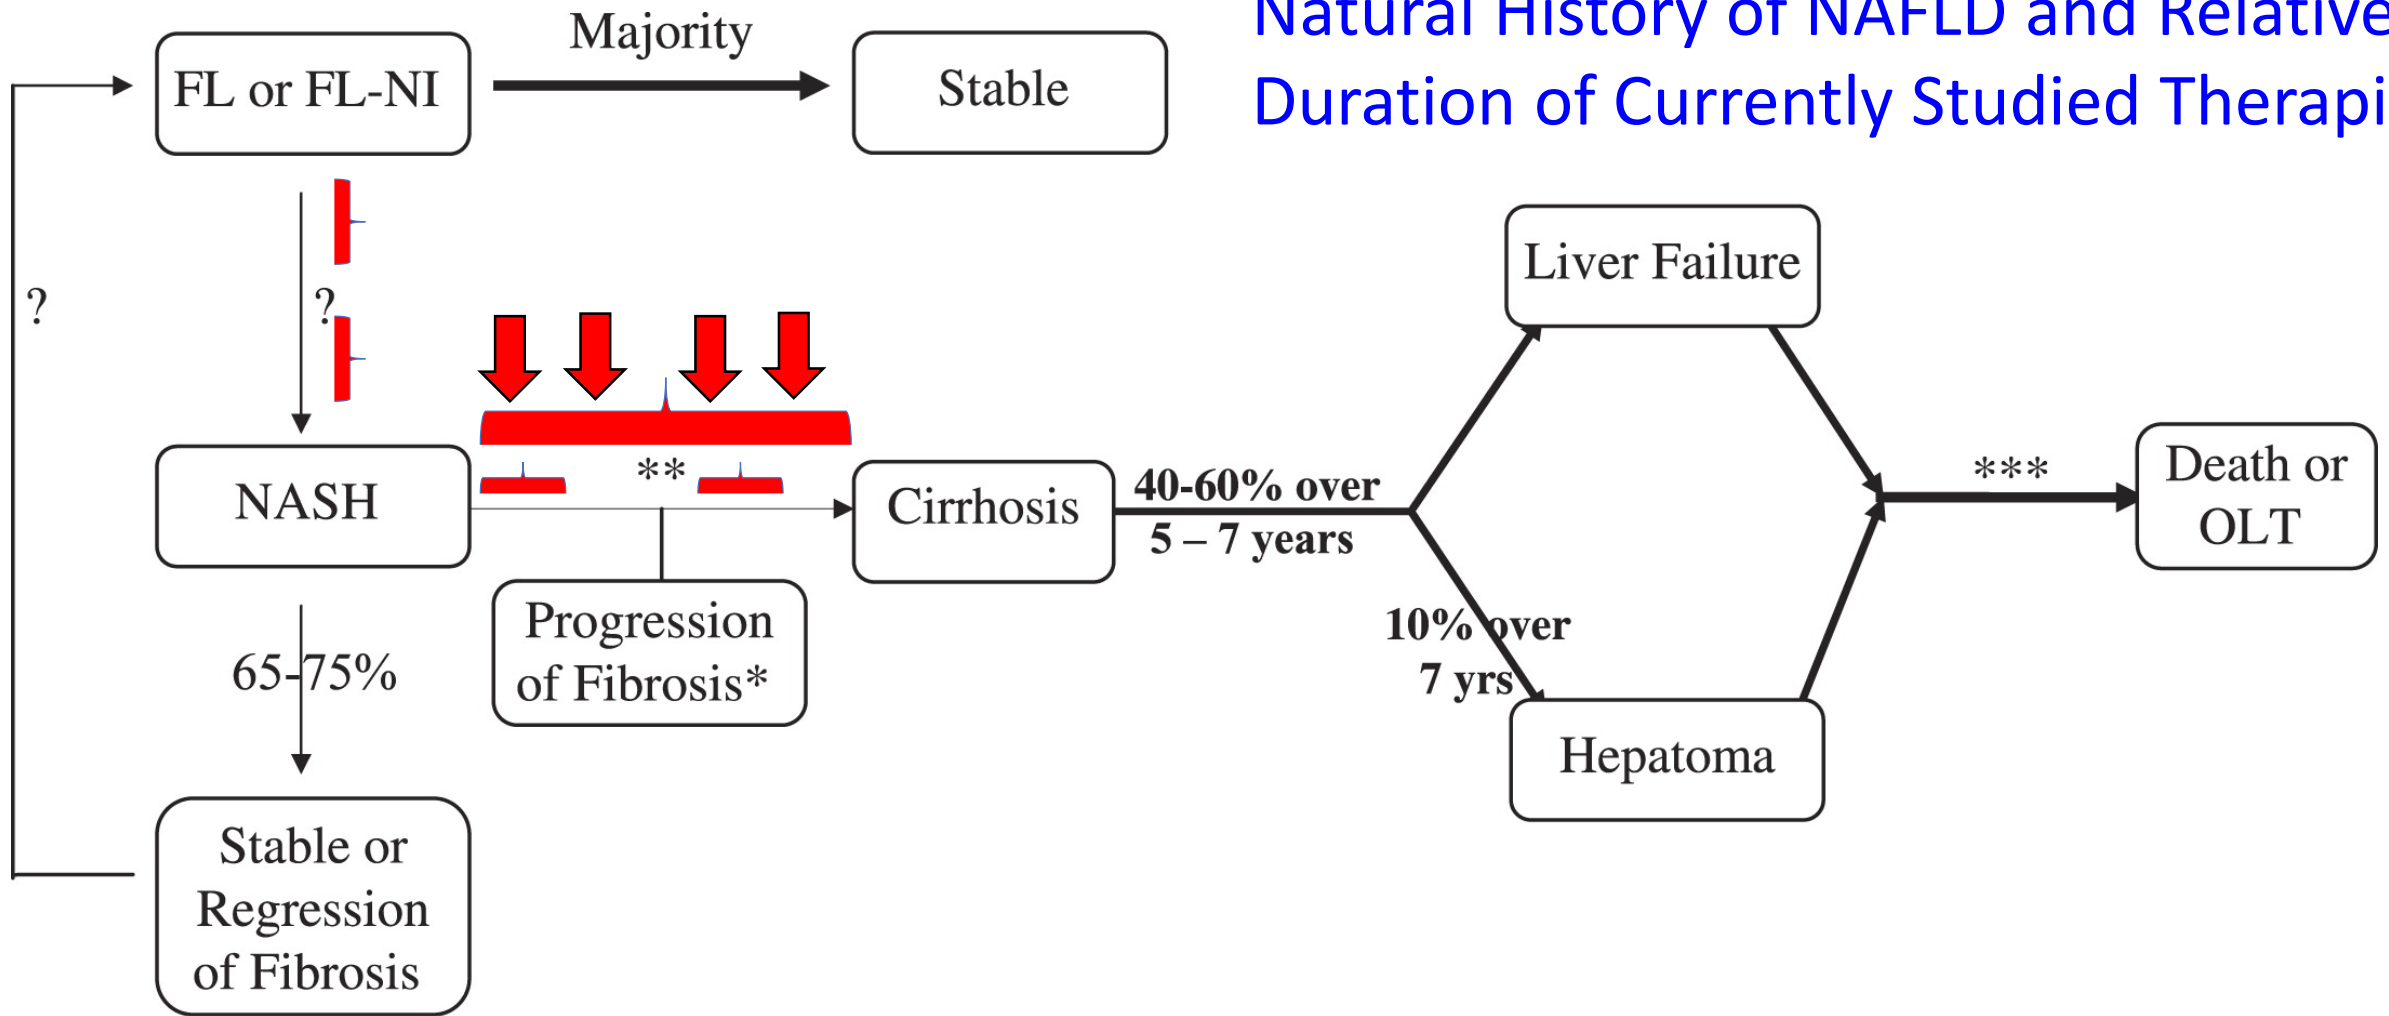 Natural History of NAFLD and Relative
Duration of Currently Studied
Majority
FL or FL-NI
Stable
?
?
Liver Failure
**
NASH
Cirrhosis
40-60% over
5 – 7 years
***
Death or
OLT
Progression
of Fibrosis*
10% over
7 yrs
65-75%
Hepatoma
Stable or
Regression
of Fibrosis